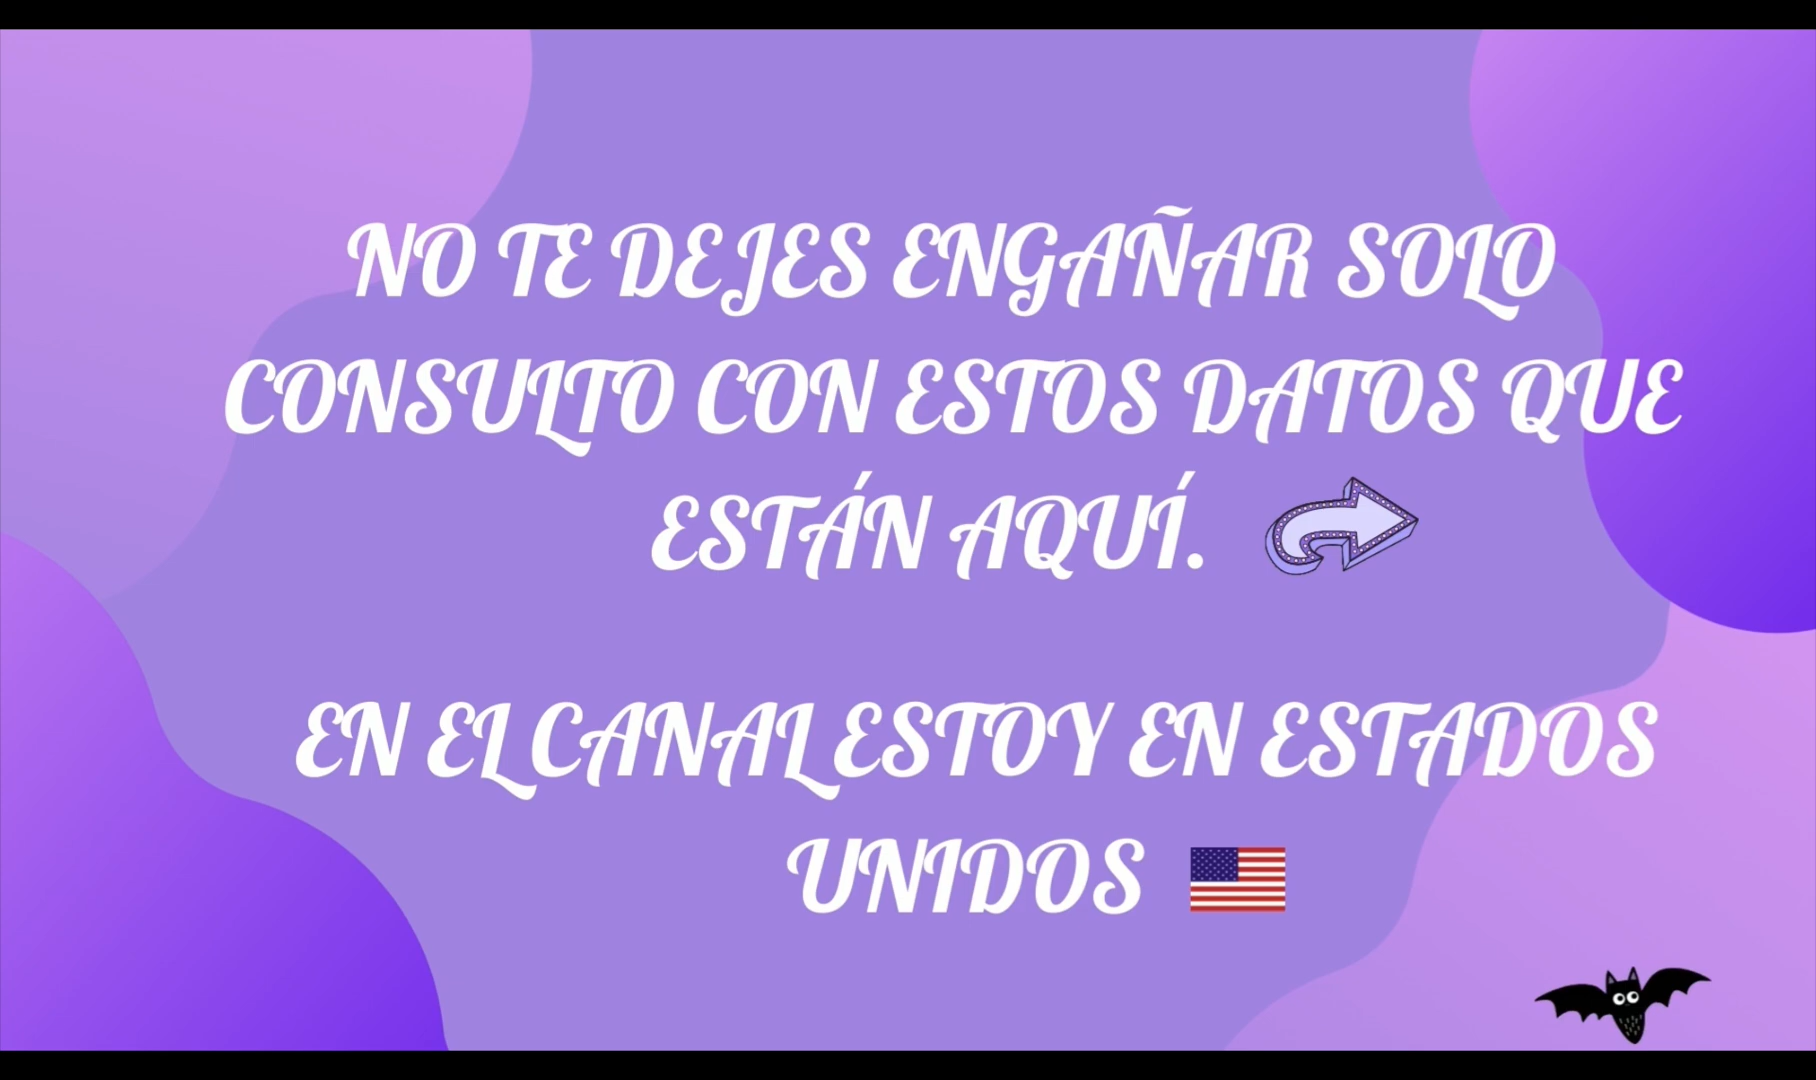 NO TE DEJES ENGAÑAR SOLO
CONSULTO CON ESTOS DATOS QUE
ESTÁN AQUÍ.
EN EL CANAL ESTOY EN ESTADOS
UNIDOS